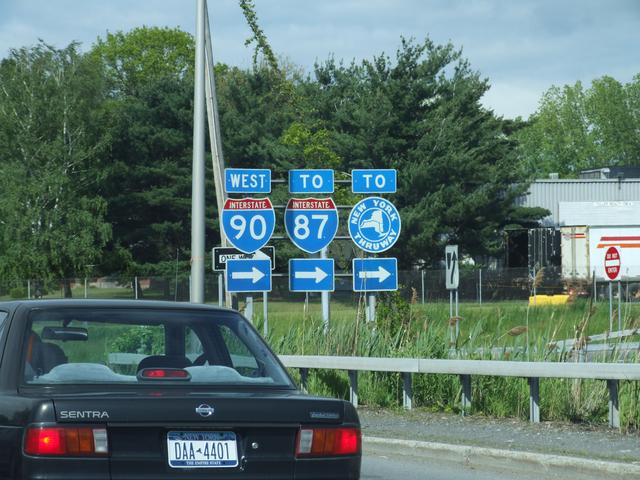 WEST TO TO
INTERSTATE 90
INTERSTATE 87
NEW YORK THRUWAY
ONE WAY
DO NOT ENTER
SENTRA
NEW YORK
DAA 4401
THE EMPIRE STATE